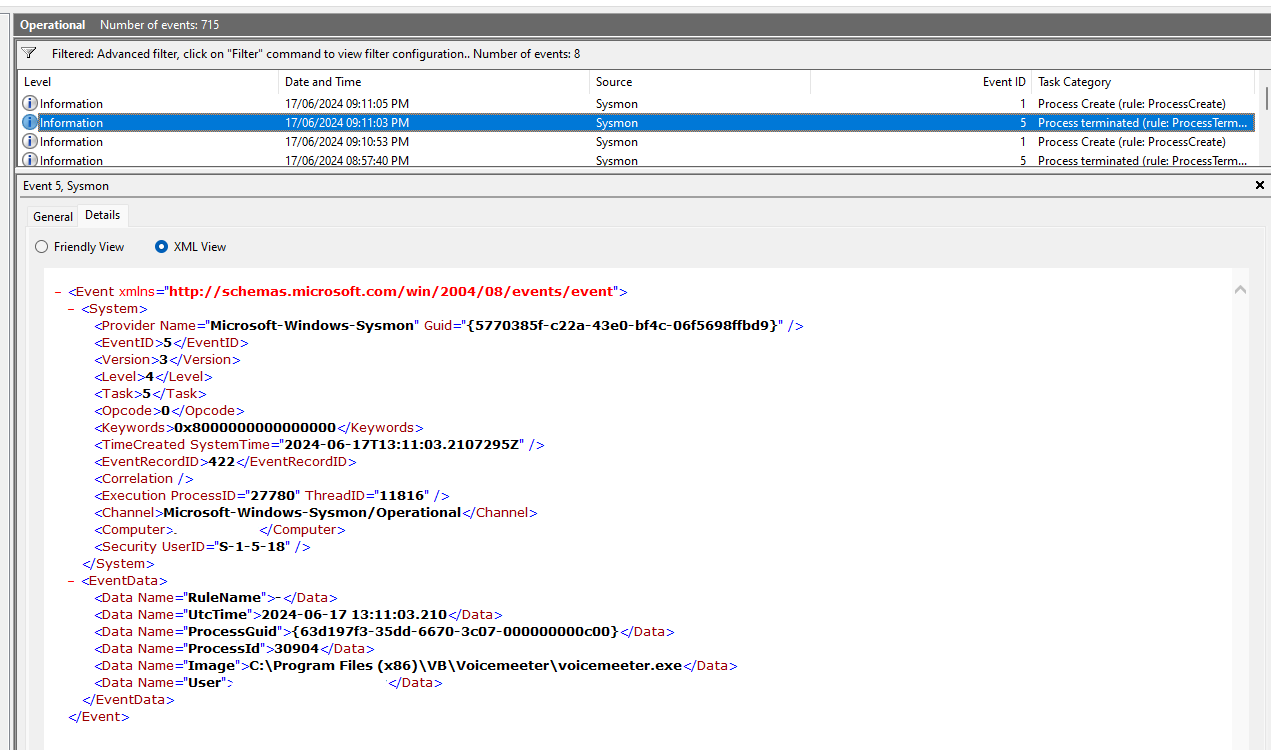 Operational Number of events: 715
Filtered: Advanced filter, click on "Filter" command to view filter configuration.. Number of events: 8
Level Date and Time Source Event ID Task Category
Information 17/06/2024 09:11:05 PM Sysmon 1 Process Create (rule: ProcessCreate)
Information 17/06/2024 09:11:03 PM Sysmon 5 Process terminated (rule: ProcessTerm...
Information 17/06/2024 09:10:53 PM Sysmon 1 Process Create (rule: ProcessCreate)
Information 17/06/2024 08:57:40 PM Sysmon 5 Process terminated (rule: ProcessTerm...
Event 5, Sysmon
General Details
Friendly View XML View
- <Event xmlns="http://schemas.microsoft.com/win/2004/08/events/event">
- <System>
<Provider Name="Microsoft-Windows-Sysmon" Guid="{5770385f-c22a-43e0-bf4c-06f5698ffbd9}" />
<EventID>5</EventID>
<Version>3</Version>
<Level>4</Level>
<Task>5</Task>
<Opcode>0</Opcode>
<Keywords>0x8000000000000000</Keywords>
<TimeCreated SystemTime="2024-06-17T13:11:03.2107295Z" />
<EventRecordID>422</EventRecordID>
<Correlation />
<Execution ProcessID="27780" ThreadID="11816" />
<Channel>Microsoft-Windows-Sysmon/Operational</Channel>
<Computer> </Computer>
<Security UserID="S-1-5-18" />
</System>
- <EventData>
<Data Name="RuleName">-</Data>
<Data Name="UtcTime">2024-06-17 13:11:03.210</Data>
<Data Name="ProcessGuid">{63d197f3-35dd-6670-3c07-000000000c00}</Data>
<Data Name="ProcessId">30904</Data>
<Data Name="Image">C:\Program Files (x86)\VB\Voicemeeter\voicemeeter.exe</Data>
<Data Name="User"> </Data>
</EventData>
</Event>